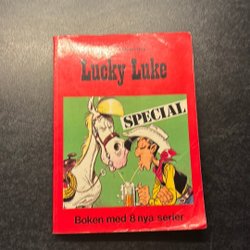 Lucky Luke
SPECIAL
Boken med 8 nya serier